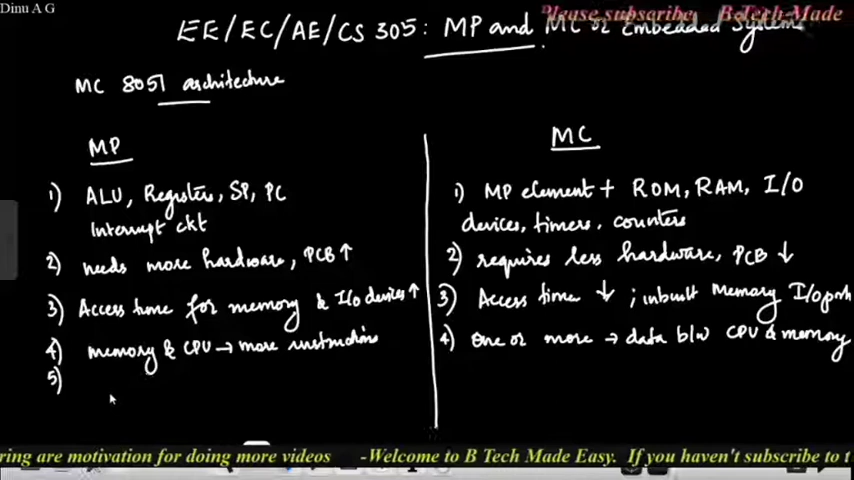 Dinu A G
Please subscribe: B-Tech-Made
EE/EC/AE/CS 305: MP and MC & Embedded Systems
MC 8051 architecture
MP
1) ALU, Registers, SP, PC
Interrupt ckt
2) needs more hardware, PCB ↑
3) Access time for memory & I/o devices ↑
4) memory & CPU → more instructions
5)
MC
1) MP element + ROM, RAM, I/O
devices, timers, counters
2) requires less hardware, PCB ↓
3) Access time ↓ ; inbuilt Memory I/o
4) One or more → data b/w CPU & memory
ring are motivation for doing more videos -Welcome to B Tech Made Easy. If you haven't subscribe to t